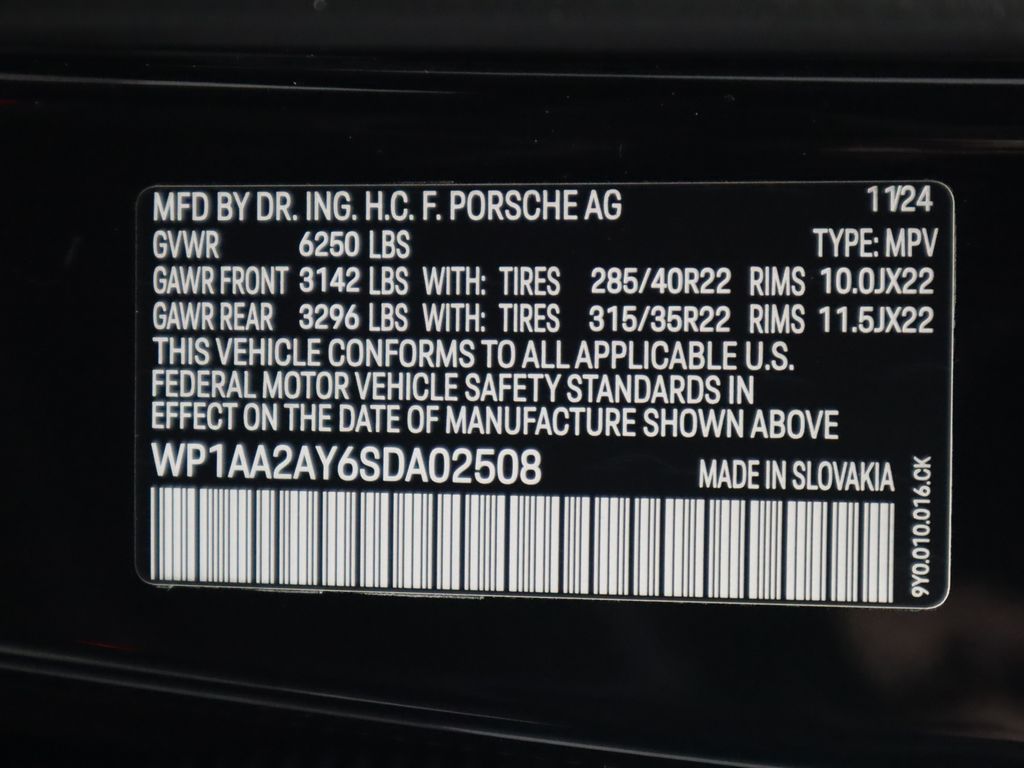 MFD BY DR. ING. H.C. F. PORSCHE AG 11/24
GVWR 6250 LBS TYPE: MPV
GAWR FRONT 3142 LBS WITH: TIRES 285/40R22 RIMS 10.0JX22
GAWR REAR 3296 LBS WITH: TIRES 315/35R22 RIMS 11.5JX22
THIS VEHICLE CONFORMS TO ALL APPLICABLE U.S.
FEDERAL MOTOR VEHICLE SAFETY STANDARDS IN
EFFECT ON THE DATE OF MANUFACTURE SHOWN ABOVE
WP1AA2AY6SDA02508 MADE IN SLOVAKIA
9Y0.010.016.CK